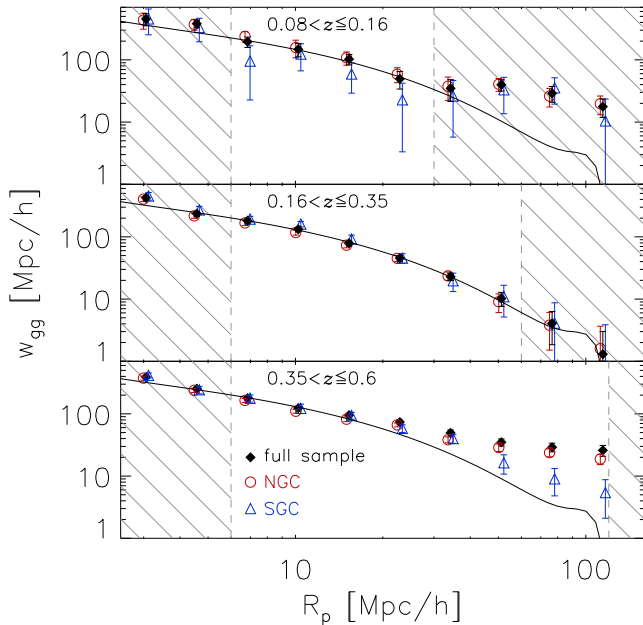 0.08<z≦0.16
100
10
1
0.16<z≦0.35
100
10
1
0.35<z≦0.6
100
10
1
full sample
NGC
SGC
w_gg [Mpc/h]
10 100
R_p [Mpc/h]